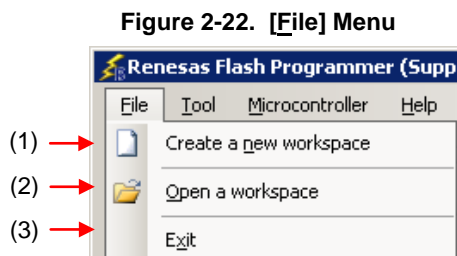 Figure 2-22. [File] Menu
Renesas Flash Programmer (Supp
File Tool Microcontroller Help
(1) Create a new workspace
(2) Open a workspace
(3) Exit